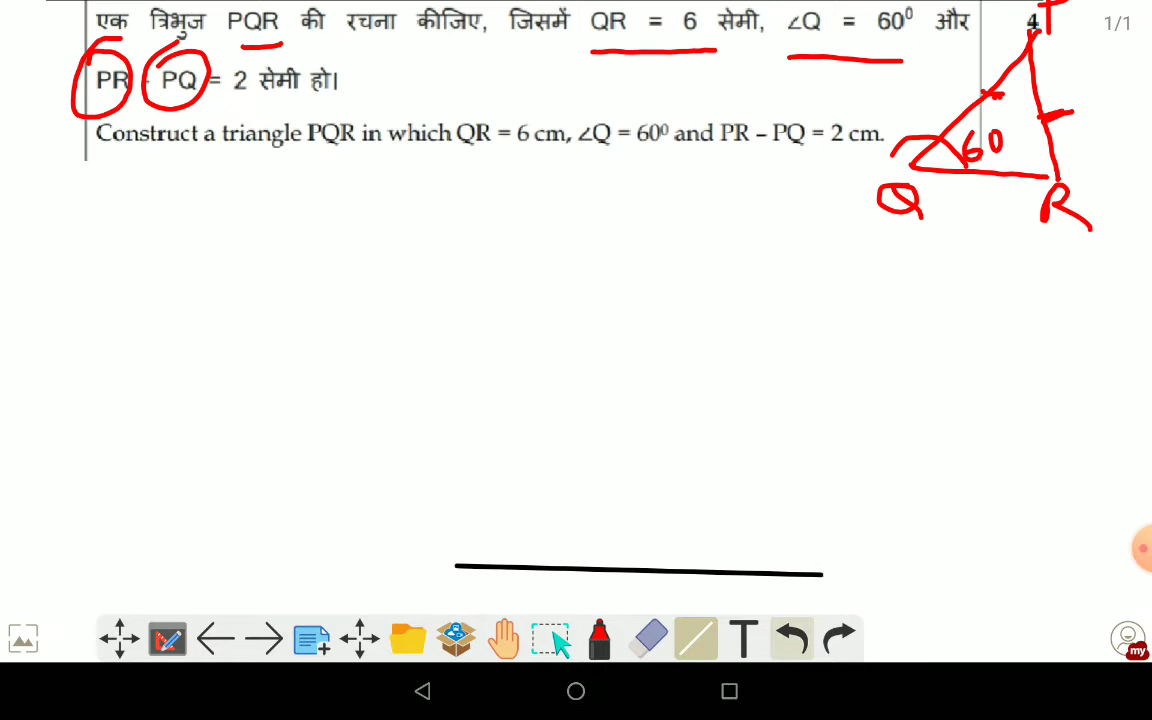 एक त्रिभुज PQR की रचना कीजिए, जिसमें QR = 6 सेमी, ∠Q = 60⁰ और 4
PR - PQ = 2 सेमी हो।
Construct a triangle PQR in which QR = 6 cm, ∠Q = 60⁰ and PR – PQ = 2 cm.
1/1
P
60
Q R
T
my